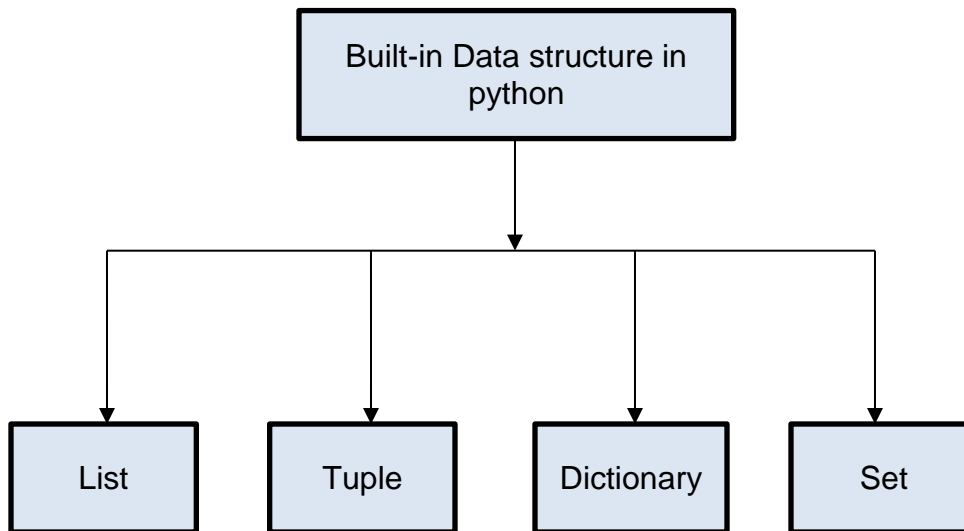 Built-in Data structure in
python
List
Tuple
Dictionary
Set